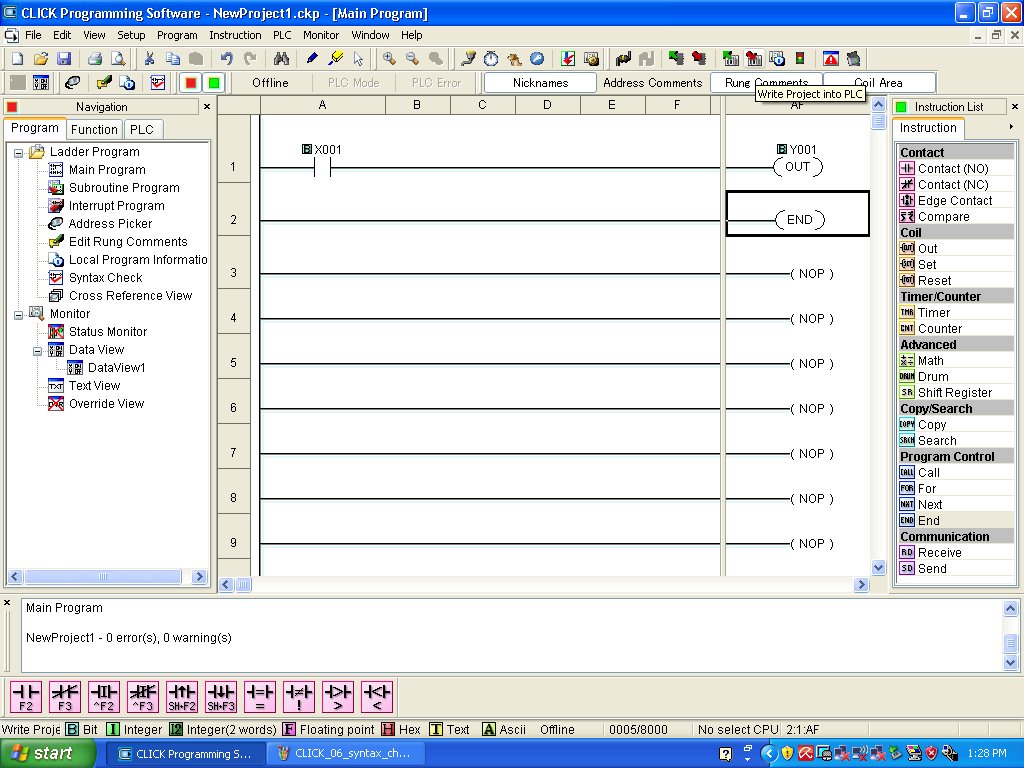 CLICK Programming Software - NewProject1.ckp - [Main Program]
File Edit View Setup Program Instruction PLC Monitor Window Help
Offline PLC Mode PLC Error Nicknames Address Comments Rung Comments Coil Area
Write Project into PLC
Navigation
Program Function PLC
Ladder Program
Main Program
Subroutine Program
Interrupt Program
Address Picker
Edit Rung Comments
Local Program Informatio
Syntax Check
Cross Reference View
Monitor
Status Monitor
Data View
DataView1
Text View
Override View
A B C D E F AF
X001 Y001
1 OUT
2 END
3 ( NOP )
4 ( NOP )
5 ( NOP )
6 ( NOP )
7 ( NOP )
8 ( NOP )
9 ( NOP )
Instruction List
Instruction
Contact
Contact (NO)
Contact (NC)
Edge Contact
Compare
Coil
Out
Set
Reset
Timer/Counter
Timer
Counter
Advanced
Math
Drum
Shift Register
Copy/Search
Copy
Search
Program Control
Call
For
Next
End
Communication
Receive
Send
Main Program
NewProject1 - 0 error(s), 0 warning(s)
F2 F3 ^F2 ^F3 SH+F2 SH+F3 = ! > <
Write Proje B Bit I Integer I2 Integer(2 words) F Floating point H Hex T Text A Ascii Offline 0005/8000 No select CPU 2:1:AF
start CLICK Programming S... CLICK_06_syntax_ch... 1:28 PM